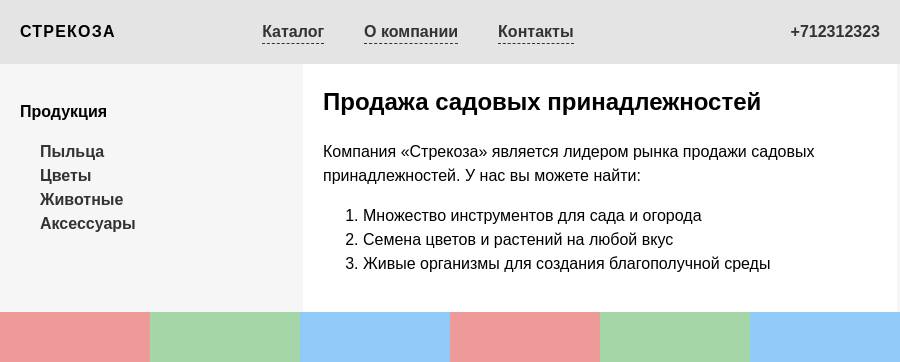 СТРЕКОЗА
Каталог
О компании
Контакты
+712312323
Продукция
Пыльца
Цветы
Животные
Аксессуары
Продажа садовых принадлежностей
Компания «Стрекоза» является лидером рынка продажи садовых
принадлежностей. У нас вы можете найти:
1. Множество инструментов для сада и огорода
2. Семена цветов и растений на любой вкус
3. Живые организмы для создания благополучной среды